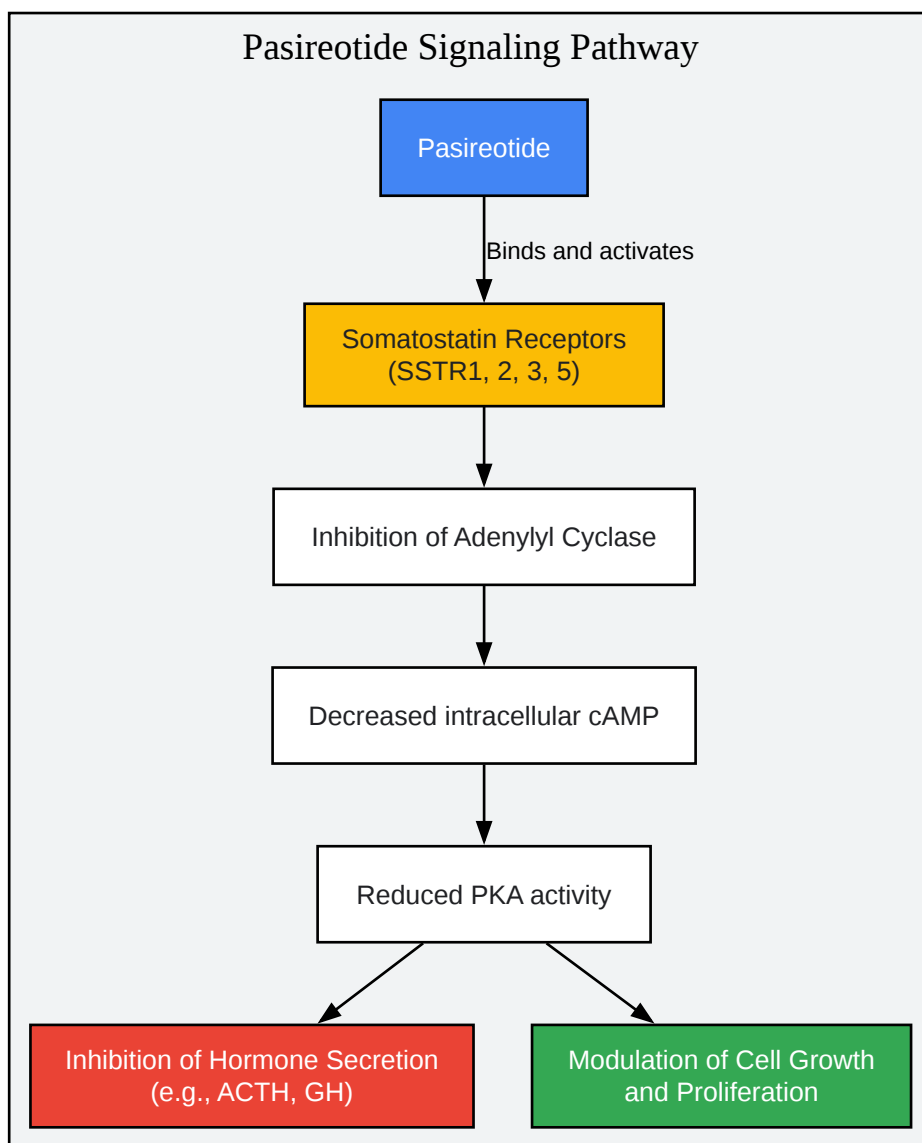 Pasireotide Signaling Pathway
Pasireotide
Binds and activates
Somatostatin Receptors
(SSTR1, 2, 3, 5)
Inhibition of Adenylyl Cyclase
Decreased intracellular cAMP
Reduced PKA activity
Inhibition of Hormone Secretion
(e.g., ACTH, GH)
Modulation of Cell Growth
and Proliferation